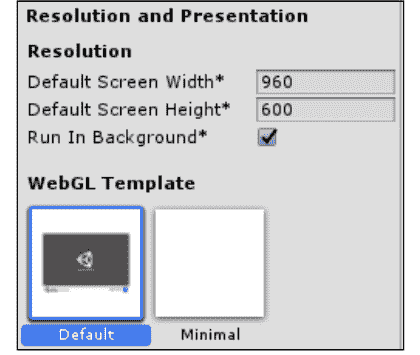 Resolution and Presentation
Resolution
Default Screen Width* 960
Default Screen Height* 600
Run In Background*
WebGL Template
Default Minimal